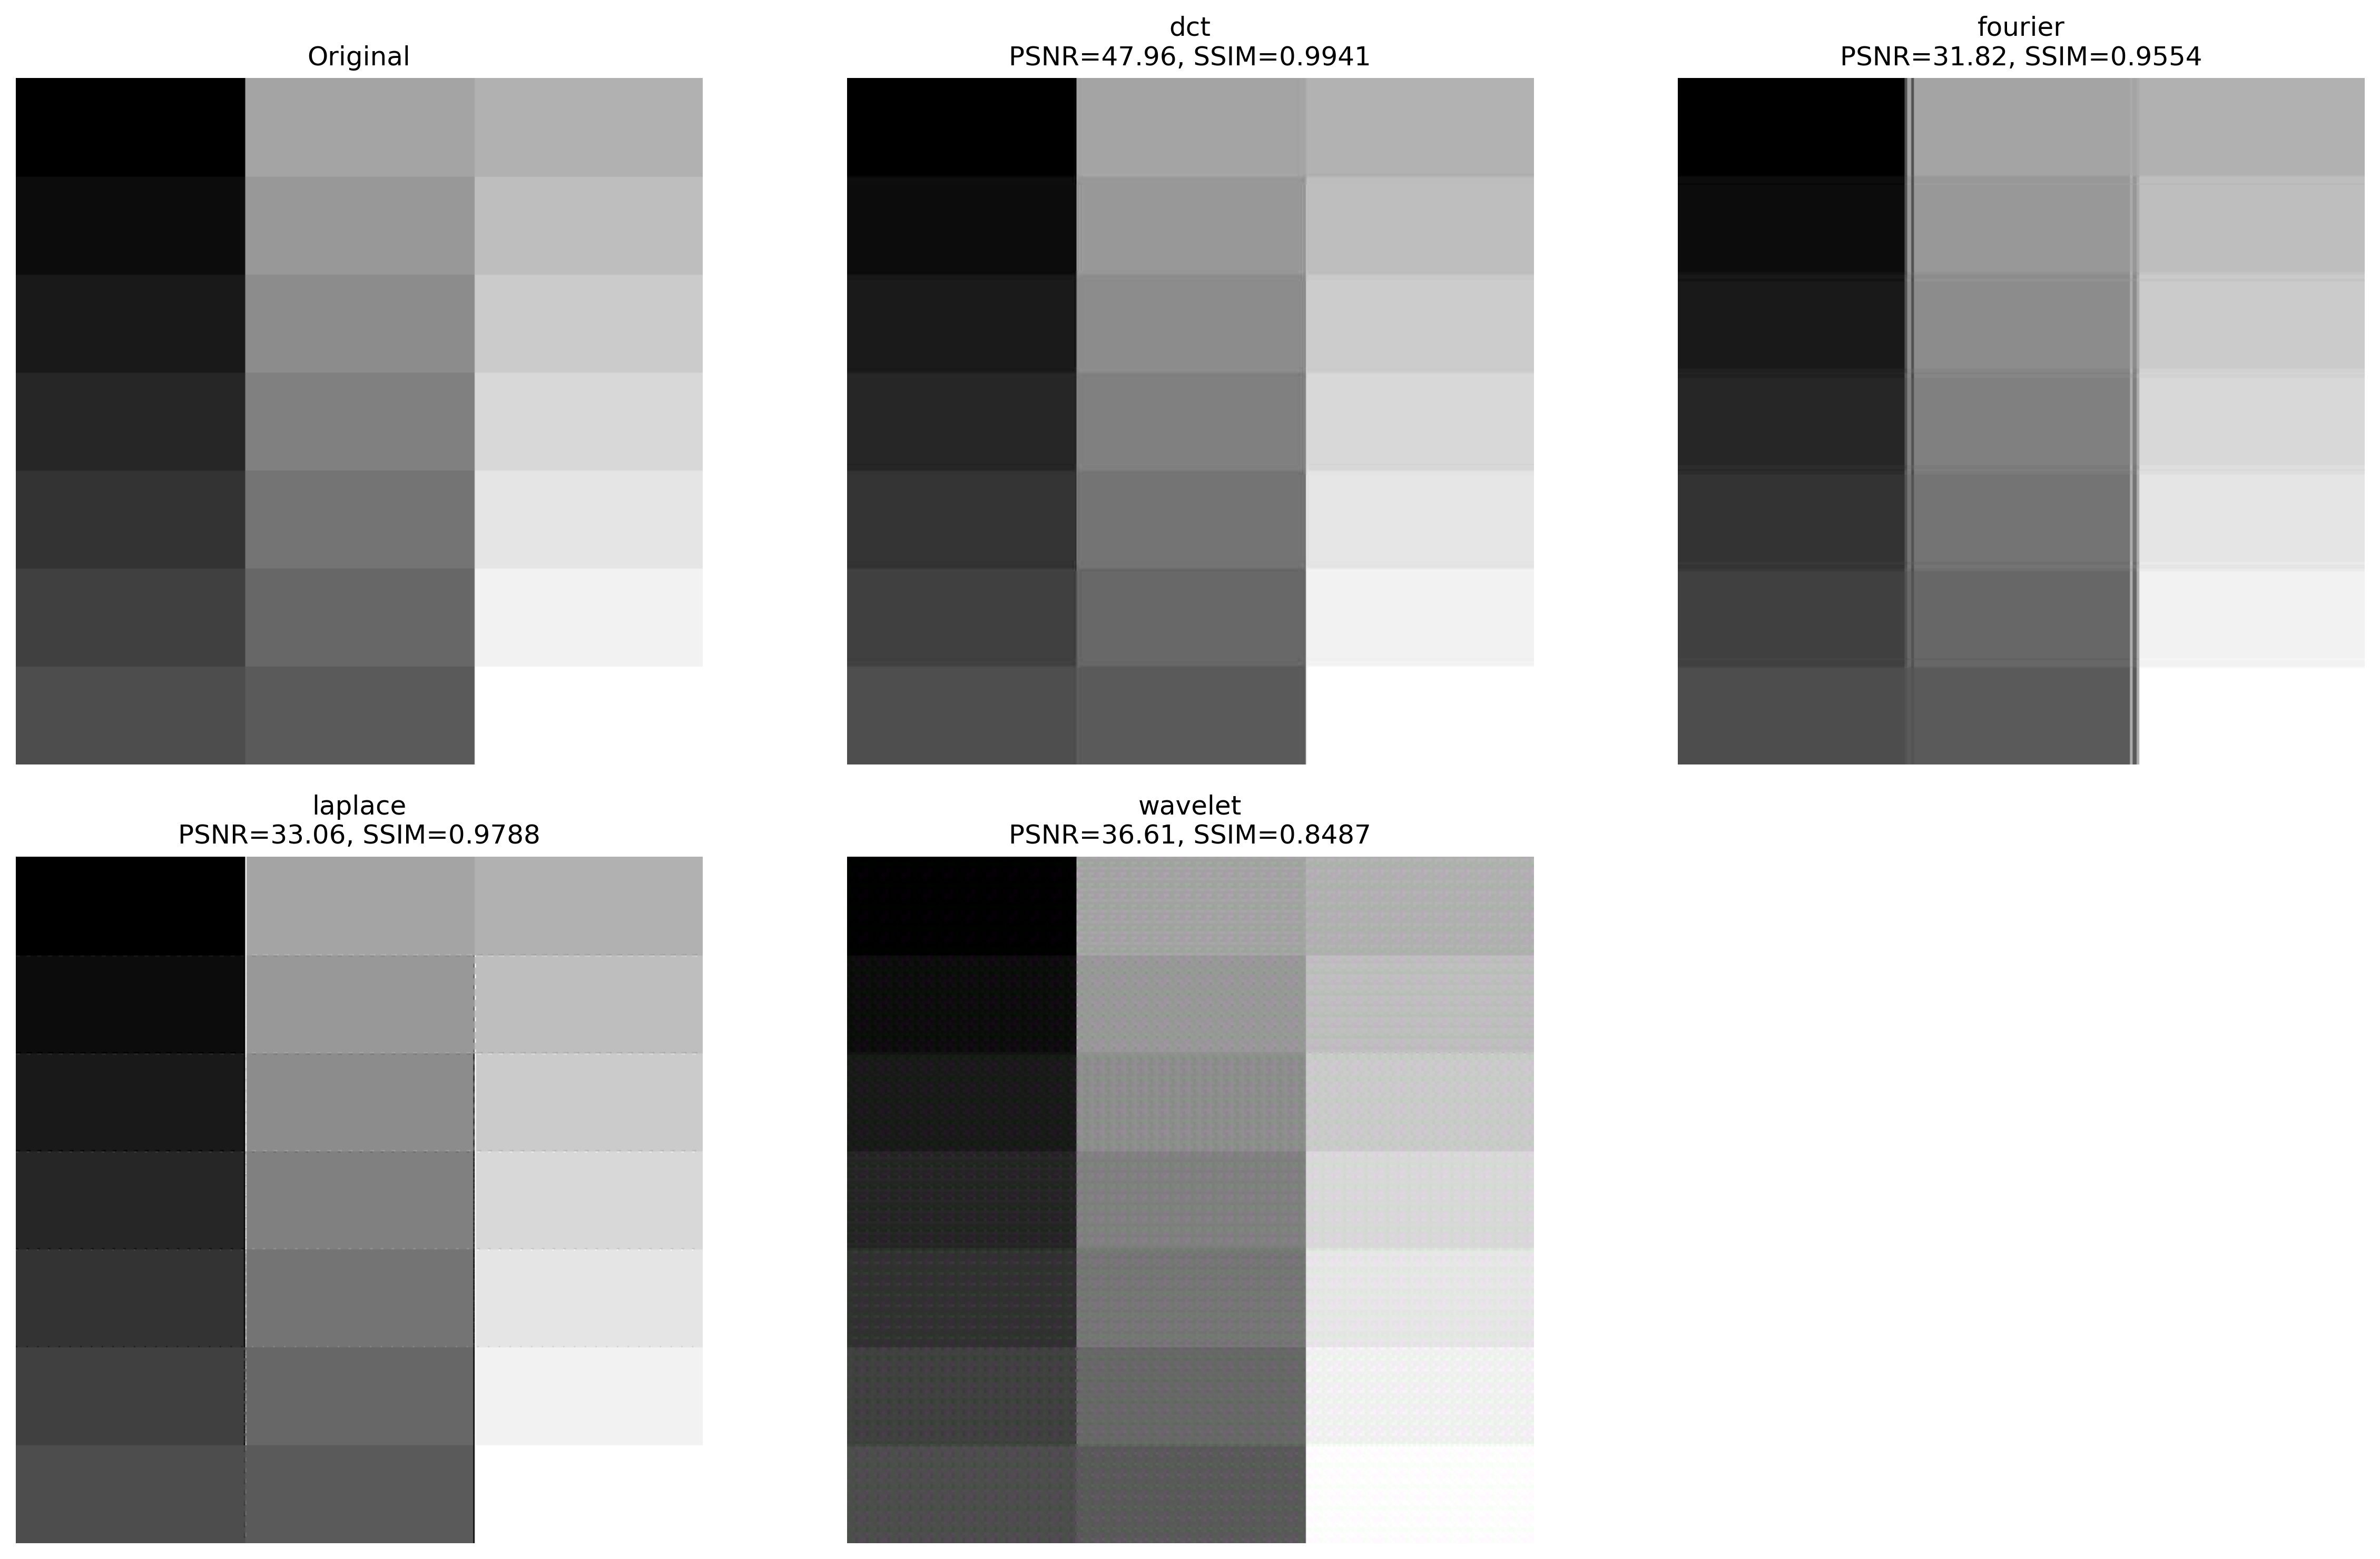 Original
dct
PSNR=47.96, SSIM=0.9941
fourier
PSNR=31.82, SSIM=0.9554
laplace
PSNR=33.06, SSIM=0.9788
wavelet
PSNR=36.61, SSIM=0.8487